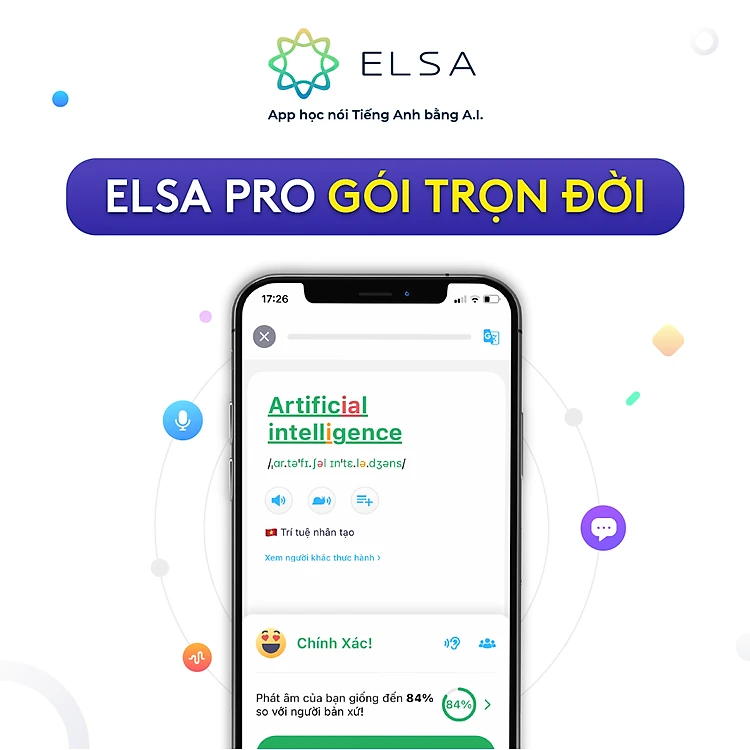 ELSA
App học nói Tiếng Anh bằng A.I.
ELSA PRO GÓI TRỌN ĐỜI
17:26
Artificial
intelligence
/ˌɑr.təˈfɪ.ʃəl ɪnˈtɛ.lə.dʒəns/
Trí tuệ nhân tạo
Xem người khác thực hành >
Chính Xác!
Phát âm của bạn giống đến 84%
so với người bản xứ!
84%